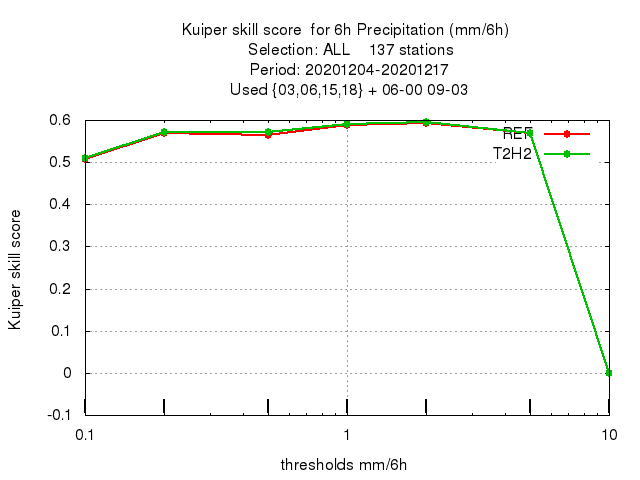 Kuiper skill score  for 6h Precipitation (mm/6h)
Selection: ALL    137 stations
Period: 20201204-20201217
Used {03,06,15,18} + 06-00 09-03
0.6
0.5
0.4
0.3
0.2
0.1
0
-0.1
Kuiper skill score
REF
T2H2
0.1
1
10
thresholds mm/6h